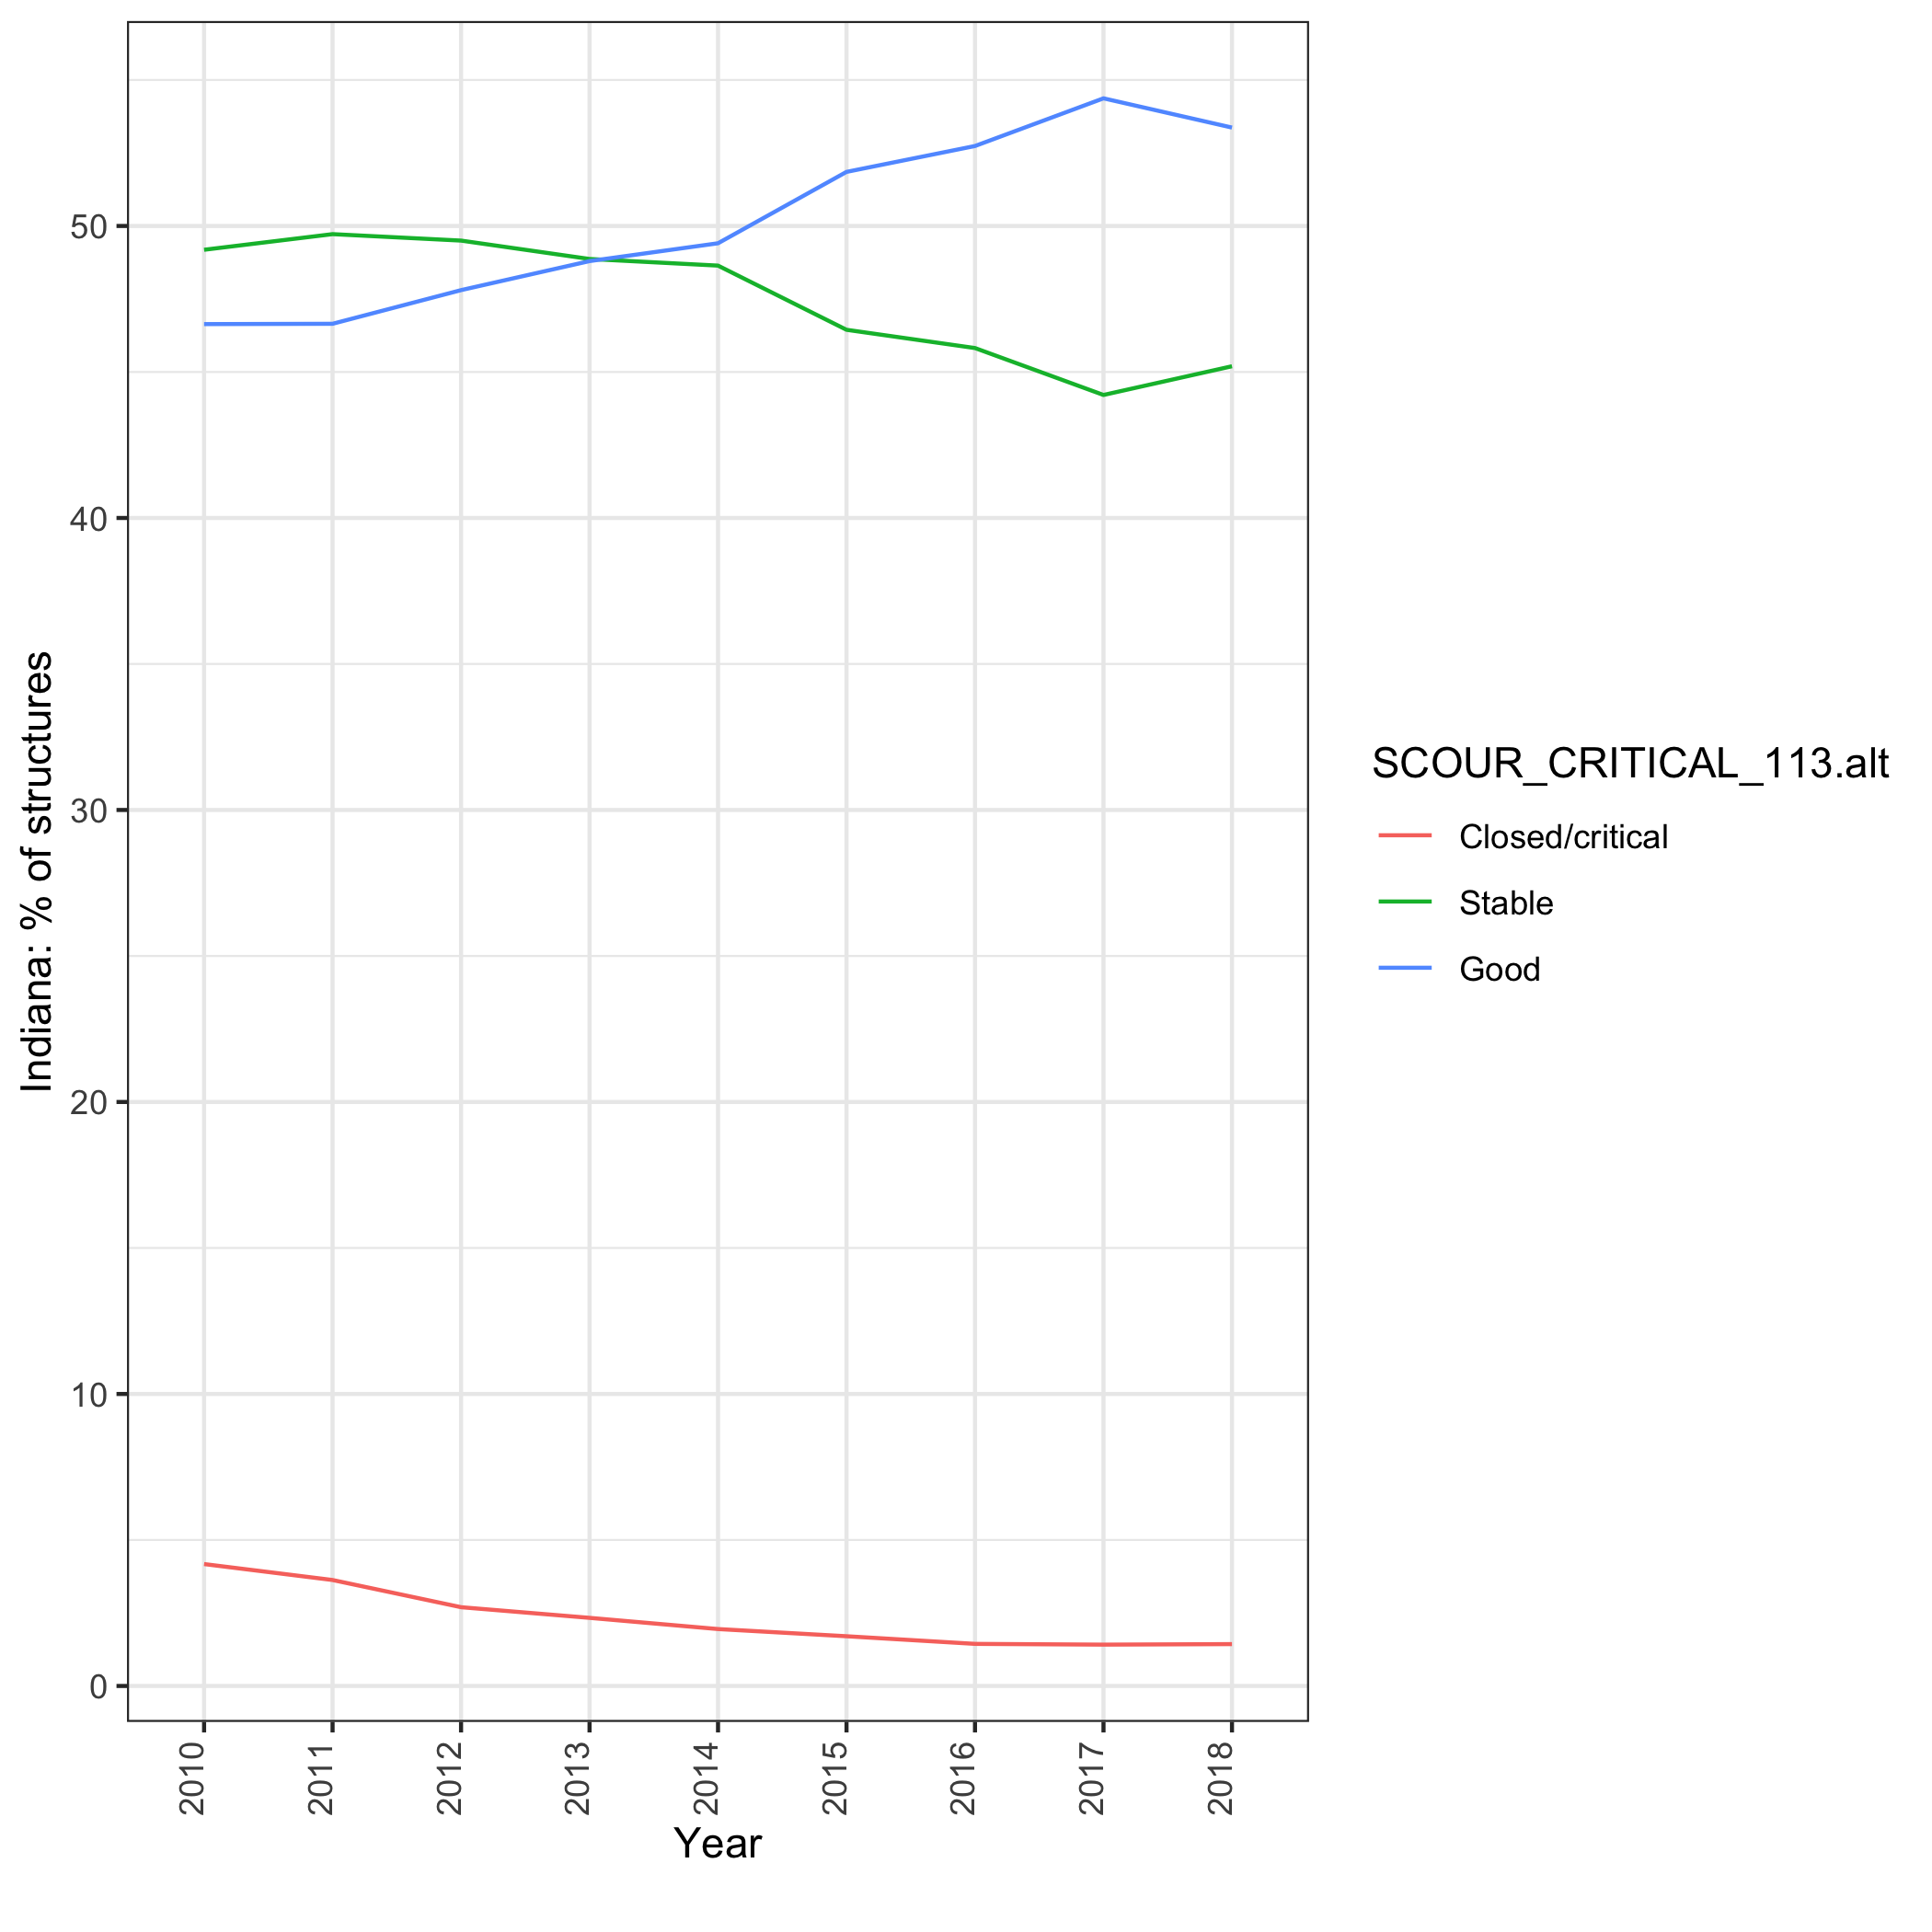 Indiana: % of structures
50
40
30
20
10
0
2010
2011
2012
2013
2014
2015
2016
2017
2018
Year
SCOUR_CRITICAL_113.alt
Closed/critical
Stable
Good